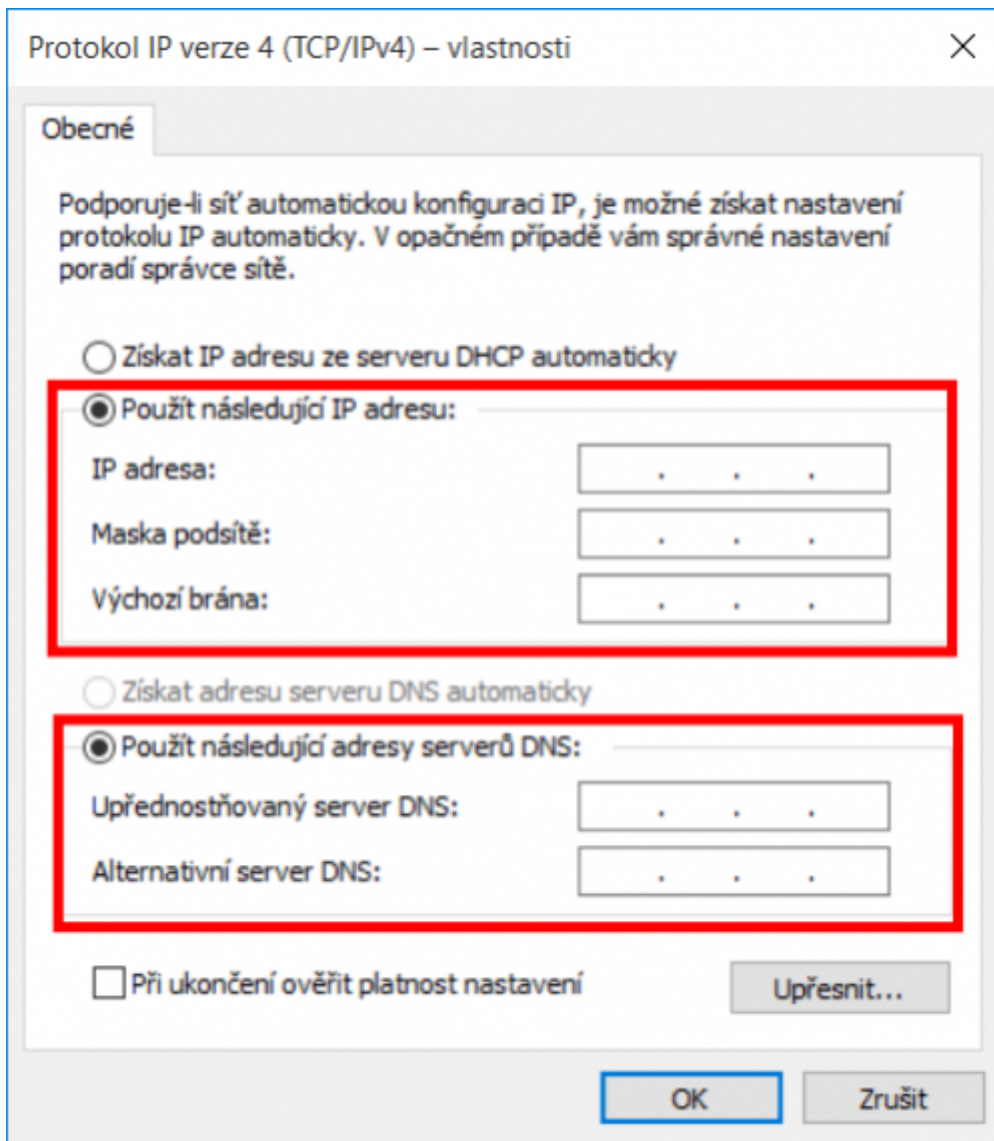 Protokol IP verze 4 (TCP/IPv4) – vlastnosti
Obecné
Podporuje-li síť automatickou konfiguraci IP, je možné získat nastavení
protokolu IP automaticky. V opačném případě vám správné nastavení
poradí správce sítě.
Získat IP adresu ze serveru DHCP automaticky
Použít následující IP adresu:
IP adresa:
Maska podsítě:
Výchozí brána:
Získat adresu serveru DNS automaticky
Použít následující adresy serverů DNS:
Upřednostňovaný server DNS:
Alternativní server DNS:
Při ukončení ověřit platnost nastavení
Upřesnit...
OK
Zrušit